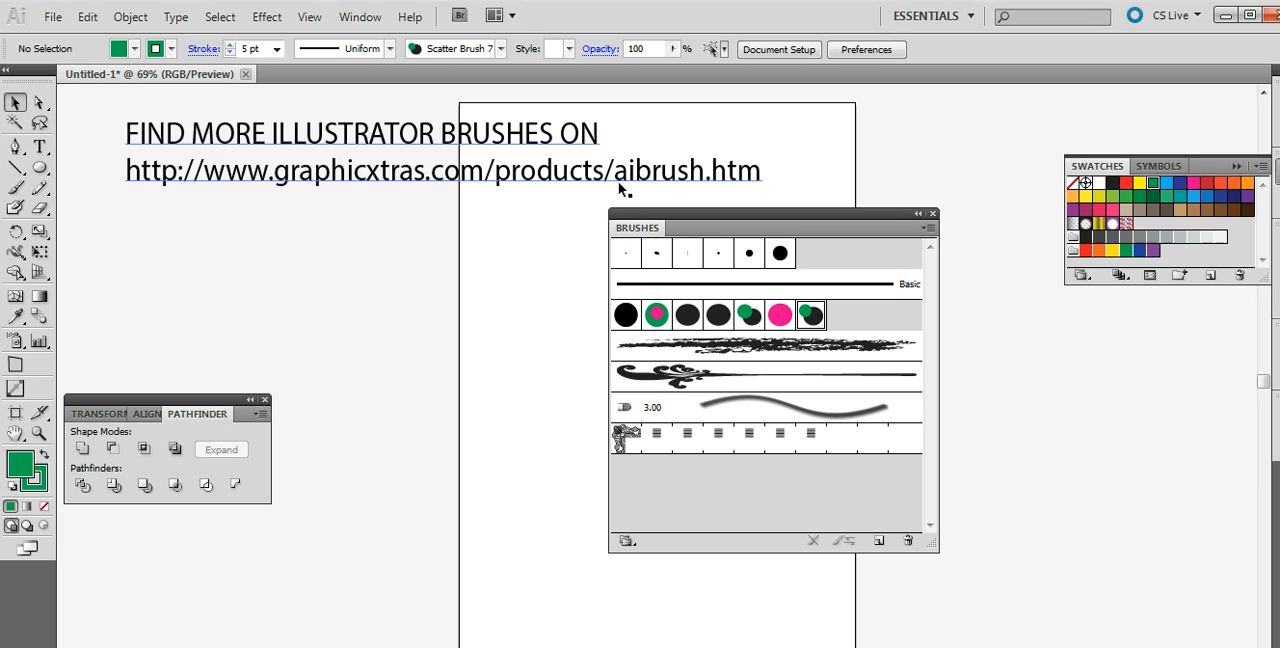 Ai File Edit Object Type Select Effect View Window Help Br ESSENTIALS CS Live
No Selection Stroke: 5 pt Uniform Scatter Brush 7 Style: Opacity: 100 % Document Setup Preferences
Untitled-1* @ 69% (RGB/Preview)
FIND MORE ILLUSTRATOR BRUSHES ON
http://www.graphicxtras.com/products/aibrush.htm
SWATCHES SYMBOLS
BRUSHES
Basic
3.00
TRANSFORM ALIGN PATHFINDER
Shape Modes:
Expand
Pathfinders: